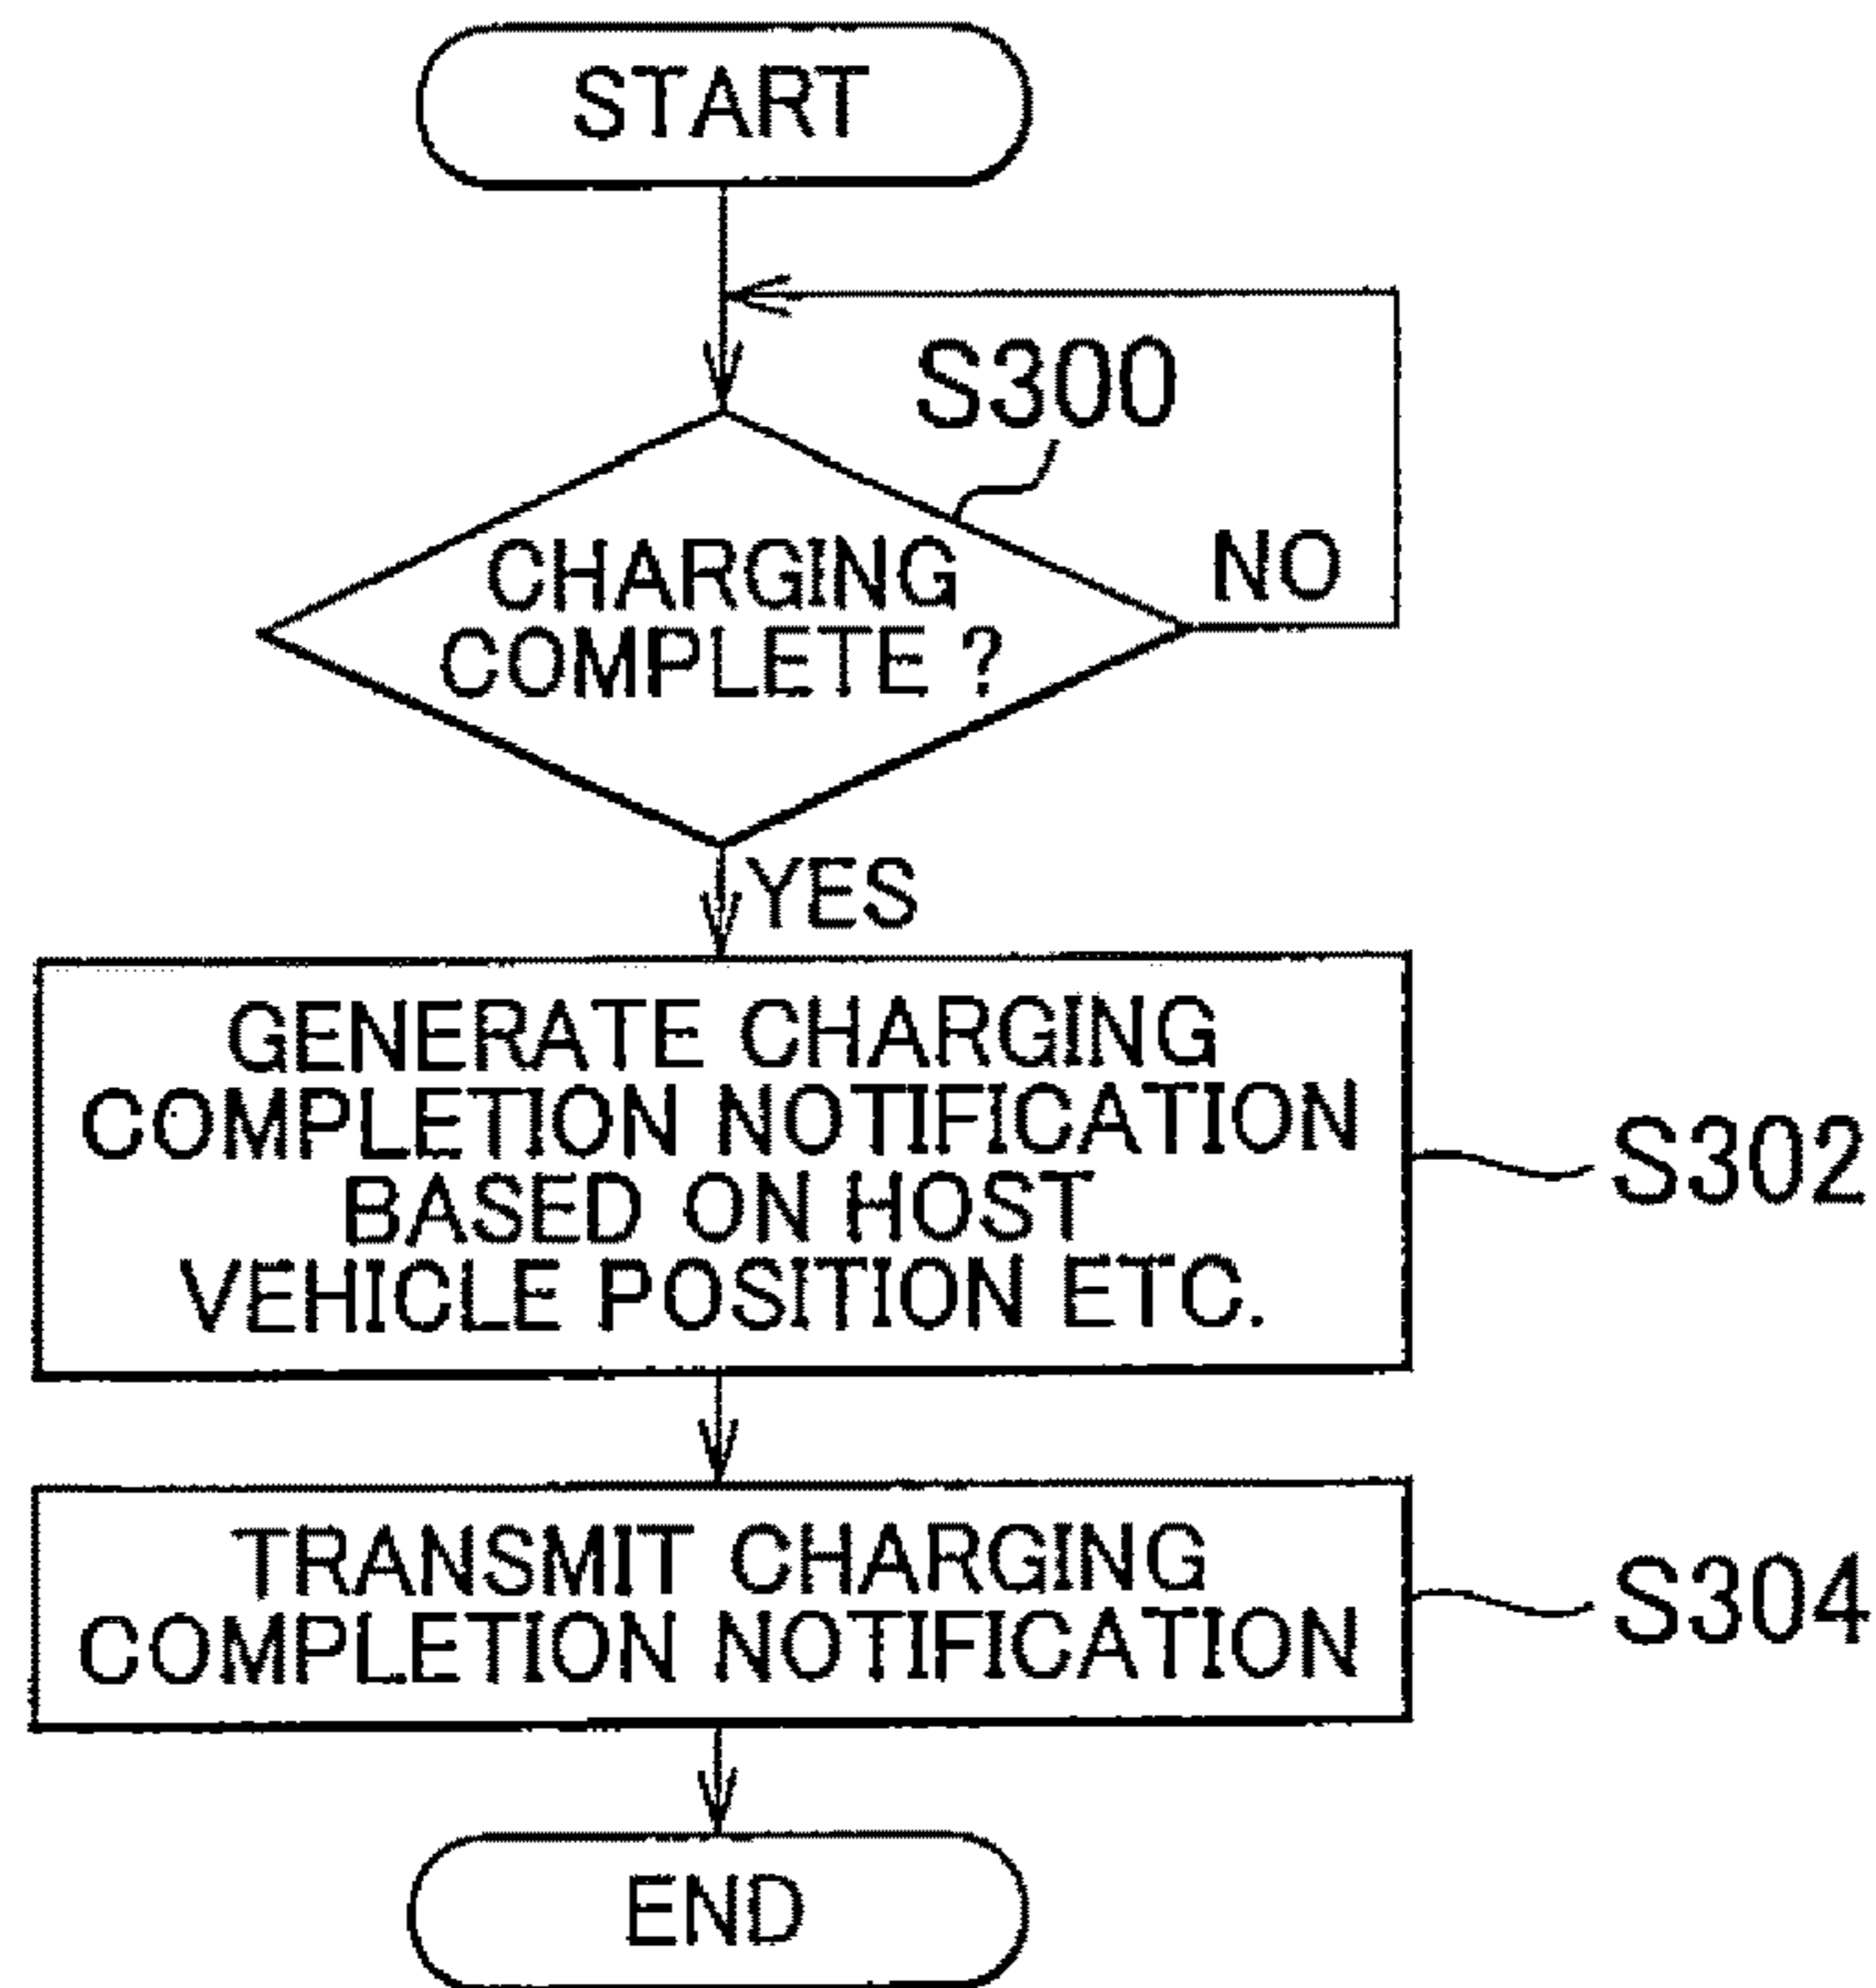 START
S300
CHARGING
COMPLETE ?
NO
YES
GENERATE CHARGING
COMPLETION NOTIFICATION
BASED ON HOST
VEHICLE POSITION ETC.
S302
TRANSMIT CHARGING
COMPLETION NOTIFICATION
S304
END